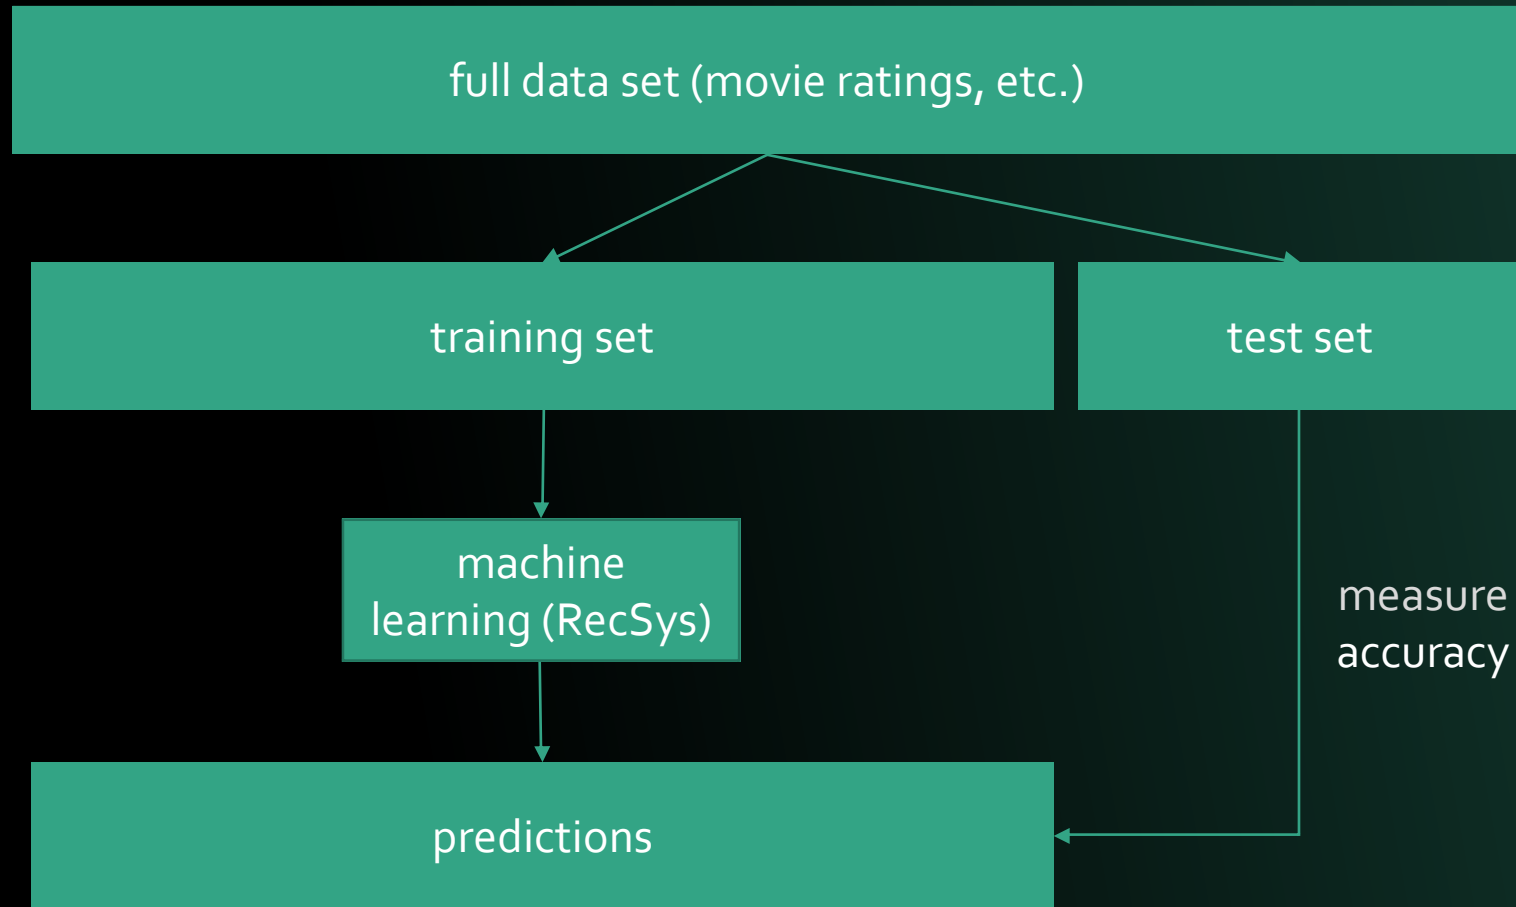 full data set (movie ratings, etc.)
training set
test set
machine
learning (RecSys)
measure
accuracy
predictions